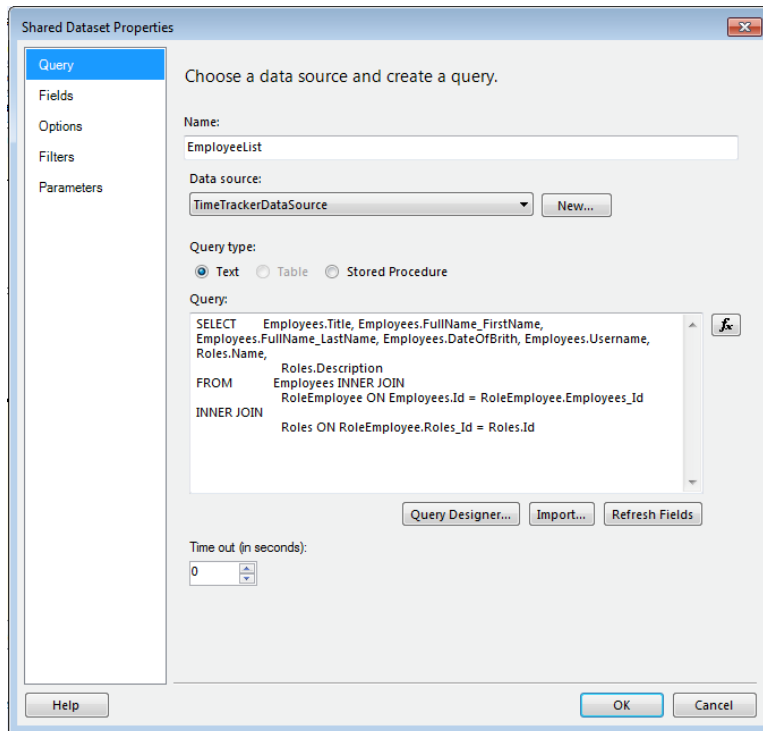 Shared Dataset Properties
Query
Fields
Options
Filters
Parameters
Choose a data source and create a query.
Name:
EmployeeList
Data source:
TimeTrackerDataSource
New...
Query type:
Text
Table
Stored Procedure
Query:
SELECT Employees.Title, Employees.FullName_FirstName,
Employees.FullName_LastName, Employees.DateOfBrith, Employees.Username,
Roles.Name,
Roles.Description
FROM Employees INNER JOIN
RoleEmployee ON Employees.Id = RoleEmployee.Employees_Id
INNER JOIN
Roles ON RoleEmployee.Roles_Id = Roles.Id
fx
Query Designer...
Import...
Refresh Fields
Time out (in seconds):
0
Help
OK
Cancel